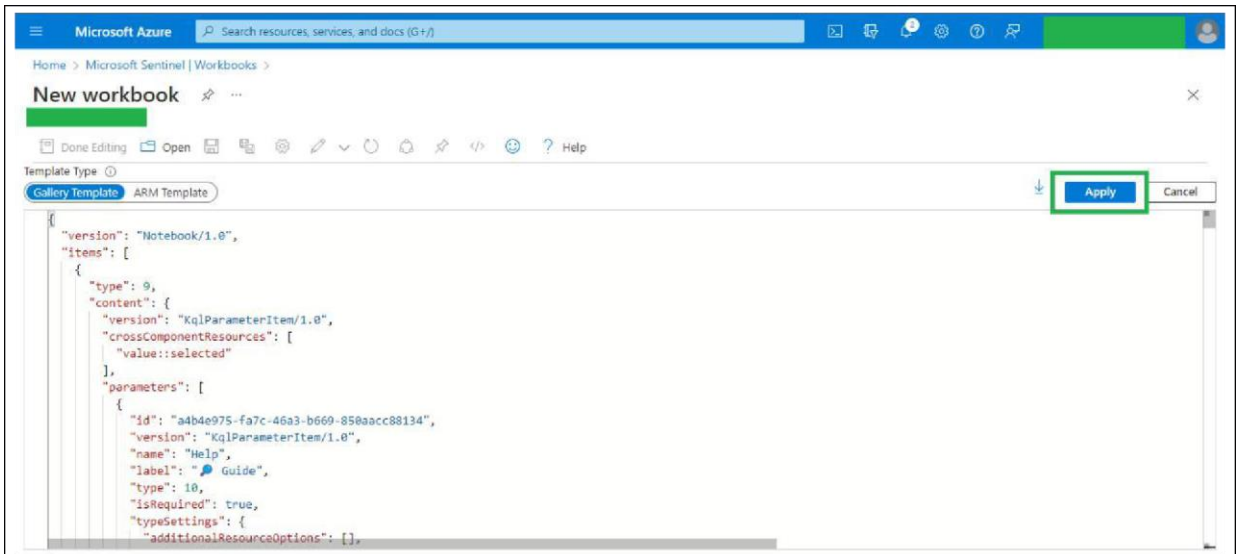 Microsoft Azure
Search resources, services, and docs (G+/)
2
Home > Microsoft Sentinel | Workbooks >
New workbook
Done Editing Open Help
Template Type
Gallery Template ARM Template
Apply Cancel
{
"version": "Notebook/1.0",
"items": [
{
"type": 9,
"content": {
"version": "KqlParameterItem/1.0",
"crossComponentResources": [
"value::selected"
],
"parameters": [
{
"id": "a4b4e975-fa7c-46a3-b669-850aacc88134",
"version": "KqlParameterItem/1.0",
"name": "Help",
"label": "🔎 Guide",
"type": 10,
"isRequired": true,
"typeSettings": {
"additionalResourceOptions": [],